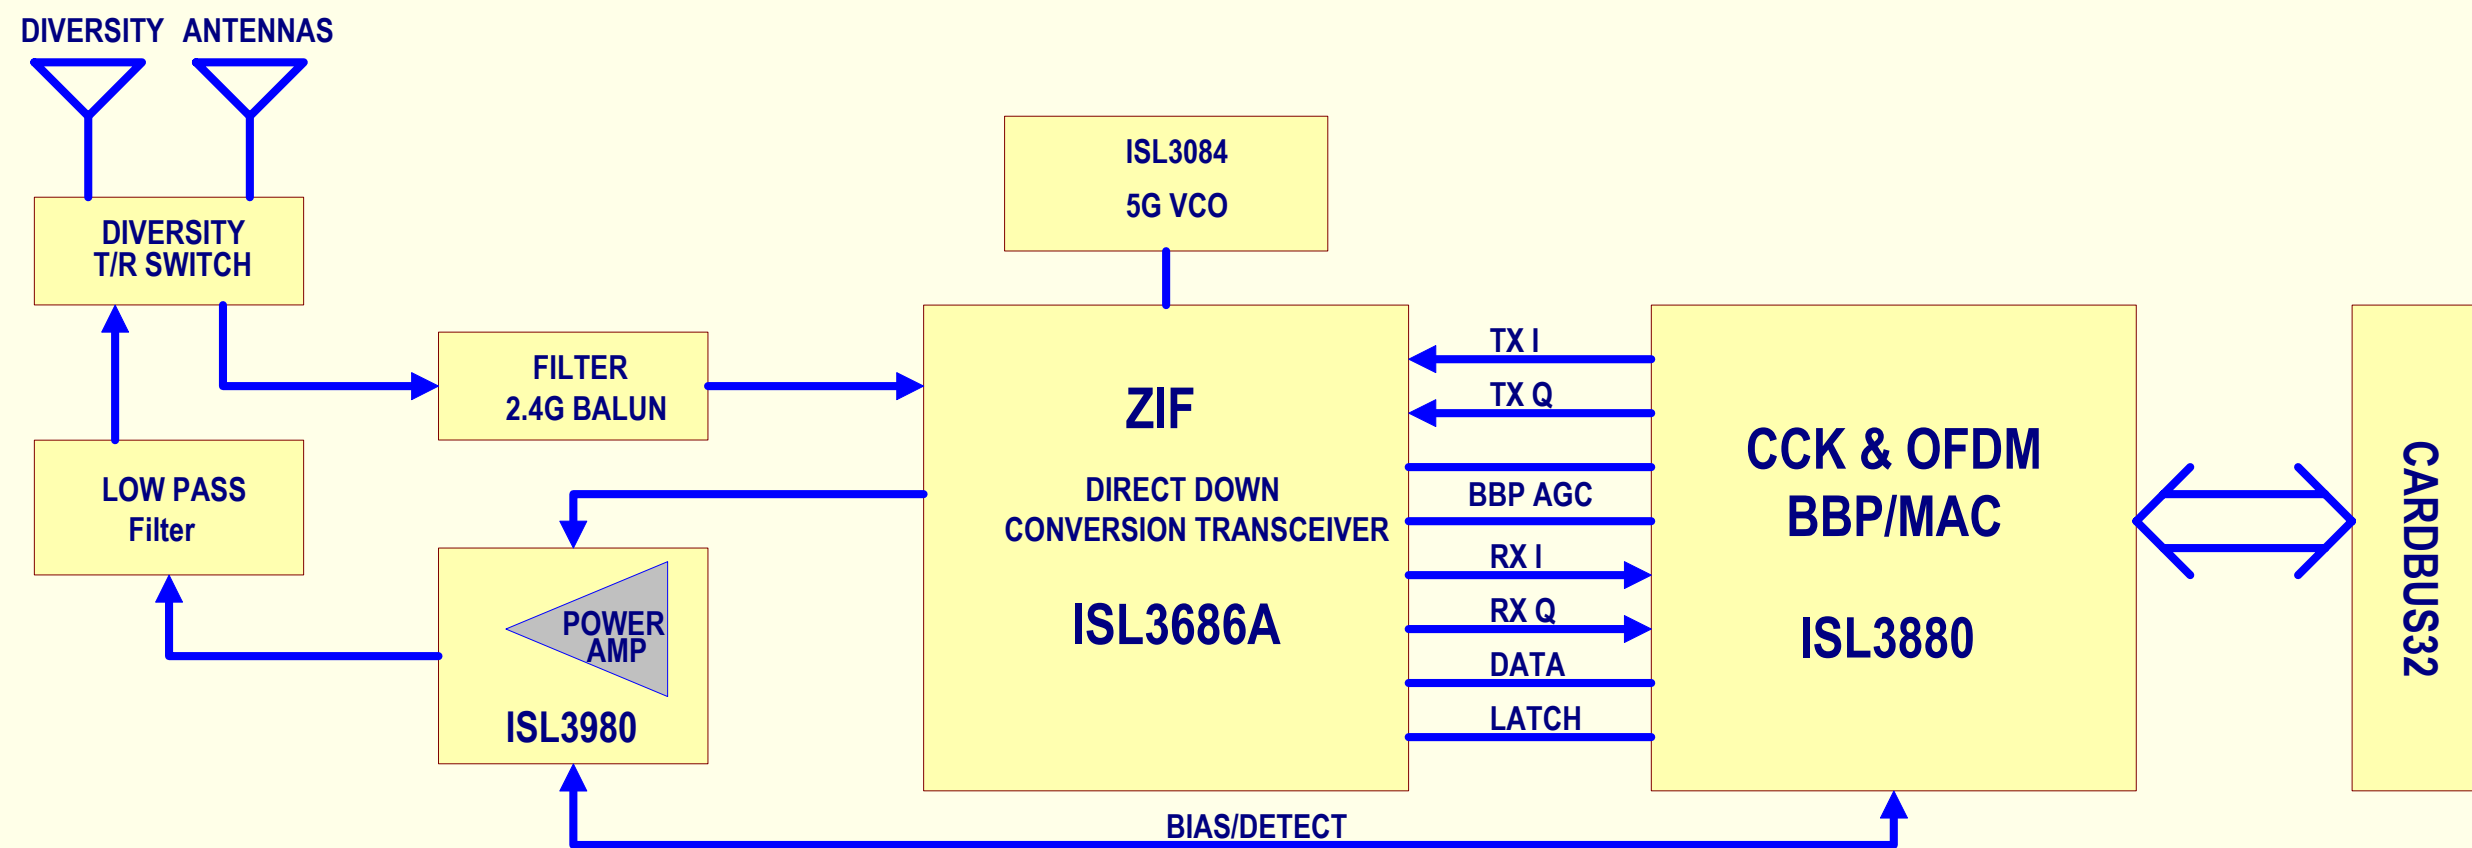 DIVERSITY ANTENNAS
DIVERSITY
T/R SWITCH
LOW PASS
Filter
FILTER
2.4G BALUN
POWER
AMP
ISL3980
ISL3084
5G VCO
ZIF
DIRECT DOWN
CONVERSION TRANSCEIVER
ISL3686A
TX I
TX Q
BBP AGC
RX I
RX Q
DATA
LATCH
BIAS/DETECT
CCK & OFDM
BBP/MAC
ISL3880
CARDBUS32